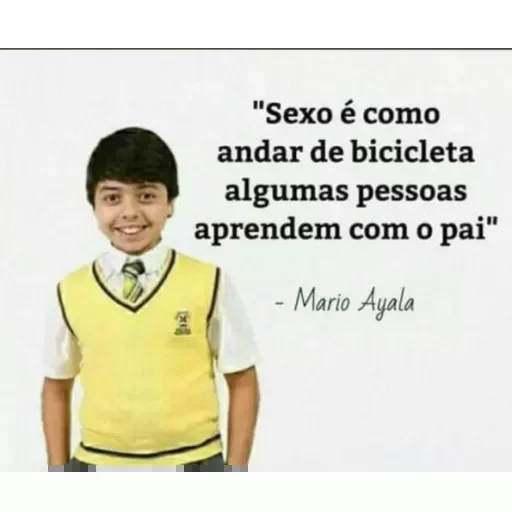 "Sexo é como
andar de bicicleta
algumas pessoas
aprendem com o pai"
- Mario Ayala